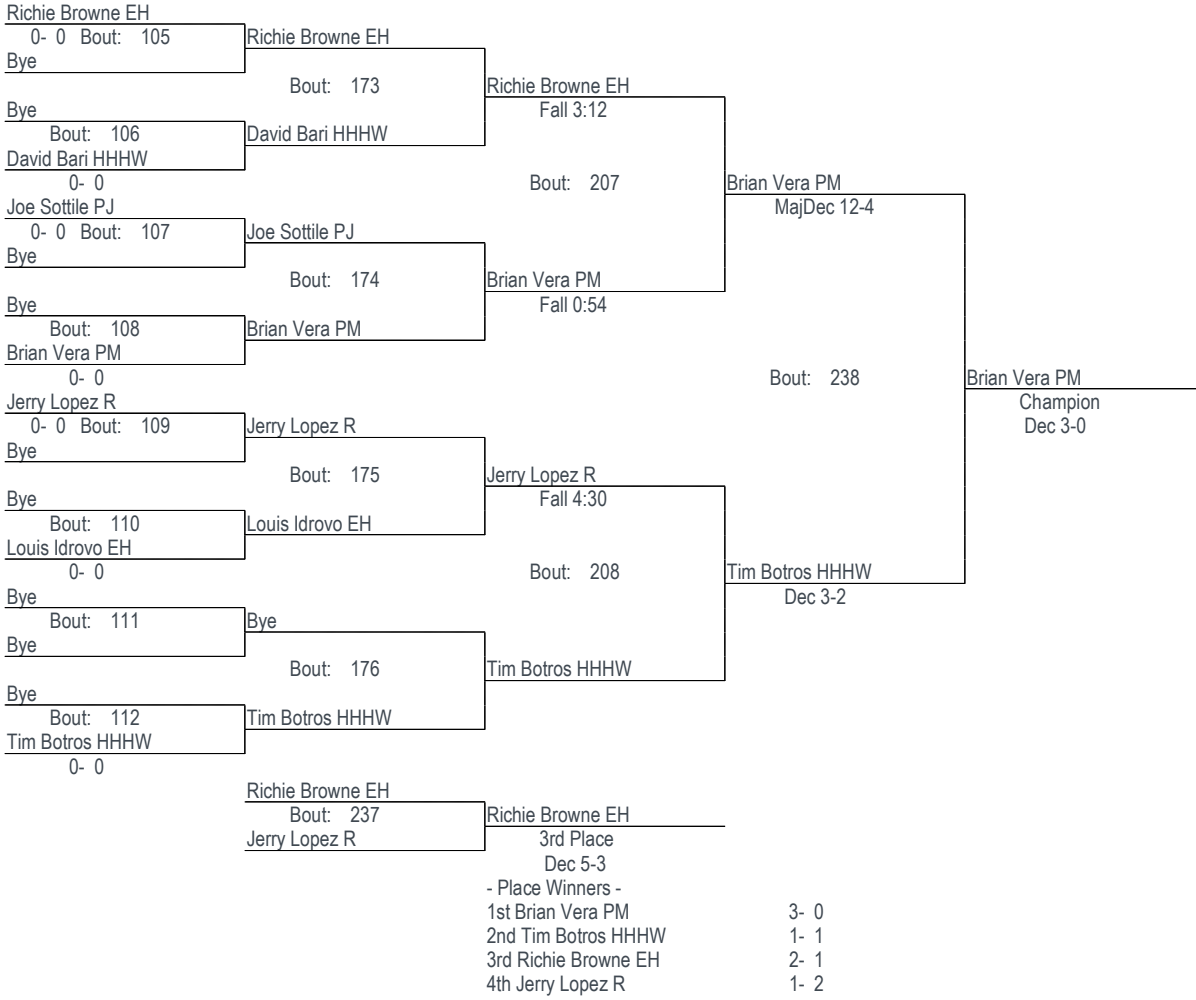 Richie Browne EH
0- 0 Bout: 105 Richie Browne EH
Bye
Bout: 173 Richie Browne EH
Bye Fall 3:12
Bout: 106 David Bari HHHW
David Bari HHHW
0- 0 Bout: 207 Brian Vera PM
Joe Sottile PJ MajDec 12-4
0- 0 Bout: 107 Joe Sottile PJ
Bye
Bout: 174 Brian Vera PM
Bye Fall 0:54
Bout: 108 Brian Vera PM
Brian Vera PM
0- 0 Bout: 238 Brian Vera PM
Jerry Lopez R Champion
0- 0 Bout: 109 Jerry Lopez R Dec 3-0
Bye
Bout: 175 Jerry Lopez R
Bye Fall 4:30
Bout: 110 Louis Idrovo EH
Louis Idrovo EH
0- 0 Bout: 208 Tim Botros HHHW
Bye Dec 3-2
Bout: 111 Bye
Bye
Bout: 176 Tim Botros HHHW
Bye
Bout: 112 Tim Botros HHHW
Tim Botros HHHW
0- 0
Richie Browne EH
Bout: 237 Richie Browne EH
Jerry Lopez R 3rd Place
Dec 5-3
- Place Winners -
1st Brian Vera PM 3- 0
2nd Tim Botros HHHW 1- 1
3rd Richie Browne EH 2- 1
4th Jerry Lopez R 1- 2